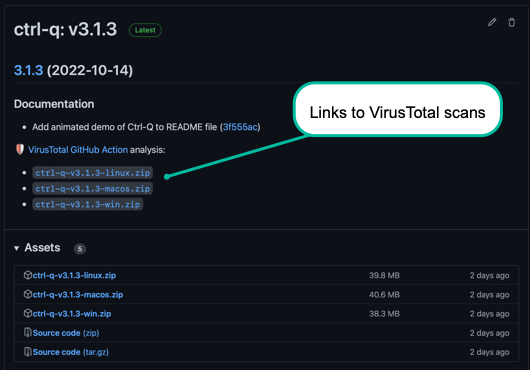 ctrl-q: v3.1.3 Latest
3.1.3 (2022-10-14)
Documentation
Links to VirusTotal scans
• Add animated demo of Ctrl-Q to README file (3f555ac)
VirusTotal GitHub Action analysis:
• ctrl-q-v3.1.3-linux.zip
• ctrl-q-v3.1.3-macos.zip
• ctrl-q-v3.1.3-win.zip
Assets 5
ctrl-q-v3.1.3-linux.zip 39.8 MB 2 days ago
ctrl-q-v3.1.3-macos.zip 40.6 MB 2 days ago
ctrl-q-v3.1.3-win.zip 38.3 MB 2 days ago
Source code (zip) 2 days ago
Source code (tar.gz) 2 days ago